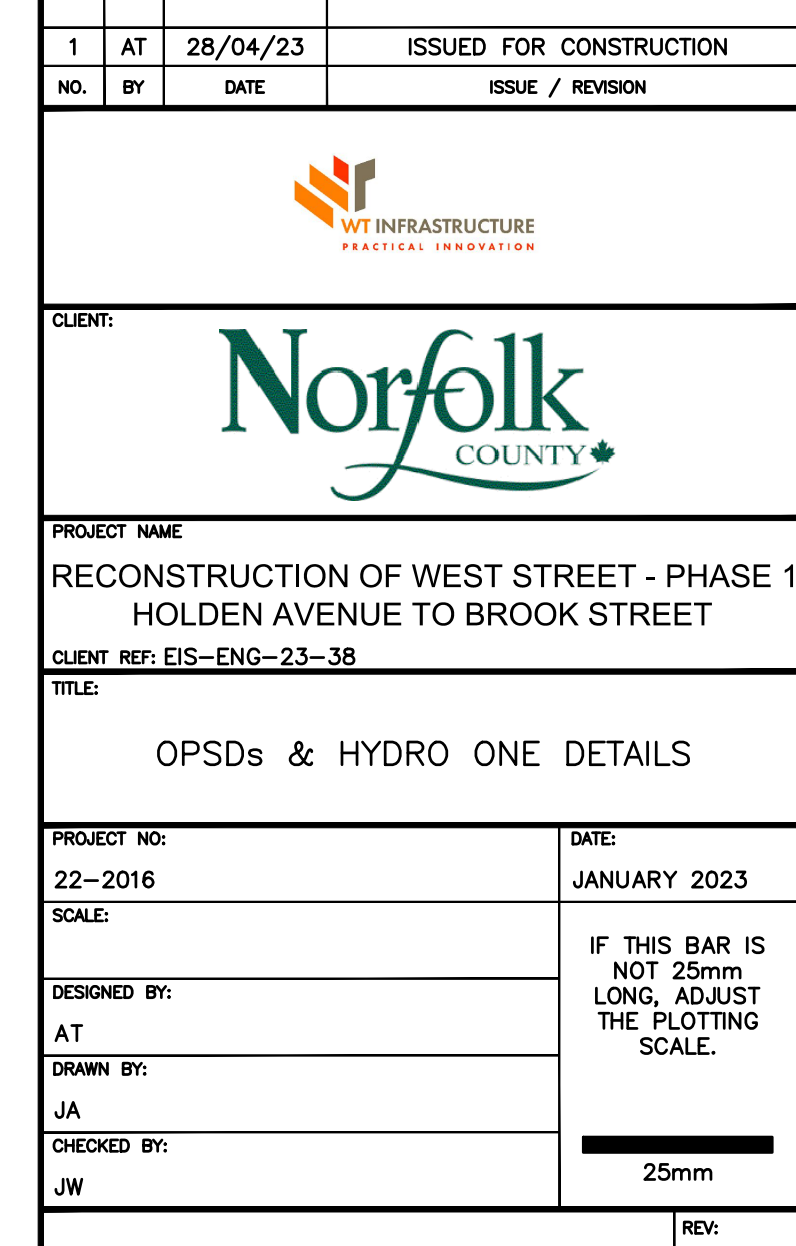 1 AT 28/04/23 ISSUED FOR CONSTRUCTION
NO. BY DATE ISSUE / REVISION
WT INFRASTRUCTURE
PRACTICAL INNOVATION
CLIENT:
Norfolk
COUNTY
PROJECT NAME
RECONSTRUCTION OF WEST STREET - PHASE 1
HOLDEN AVENUE TO BROOK STREET
CLIENT REF: EIS-ENG-23-38
TITLE:
OPSDs & HYDRO ONE DETAILS
PROJECT NO:
22-2016
DATE:
JANUARY 2023
SCALE:
DESIGNED BY:
AT
DRAWN BY:
JA
CHECKED BY:
JW
IF THIS BAR IS
NOT 25mm
LONG, ADJUST
THE PLOTTING
SCALE.
25mm
REV: